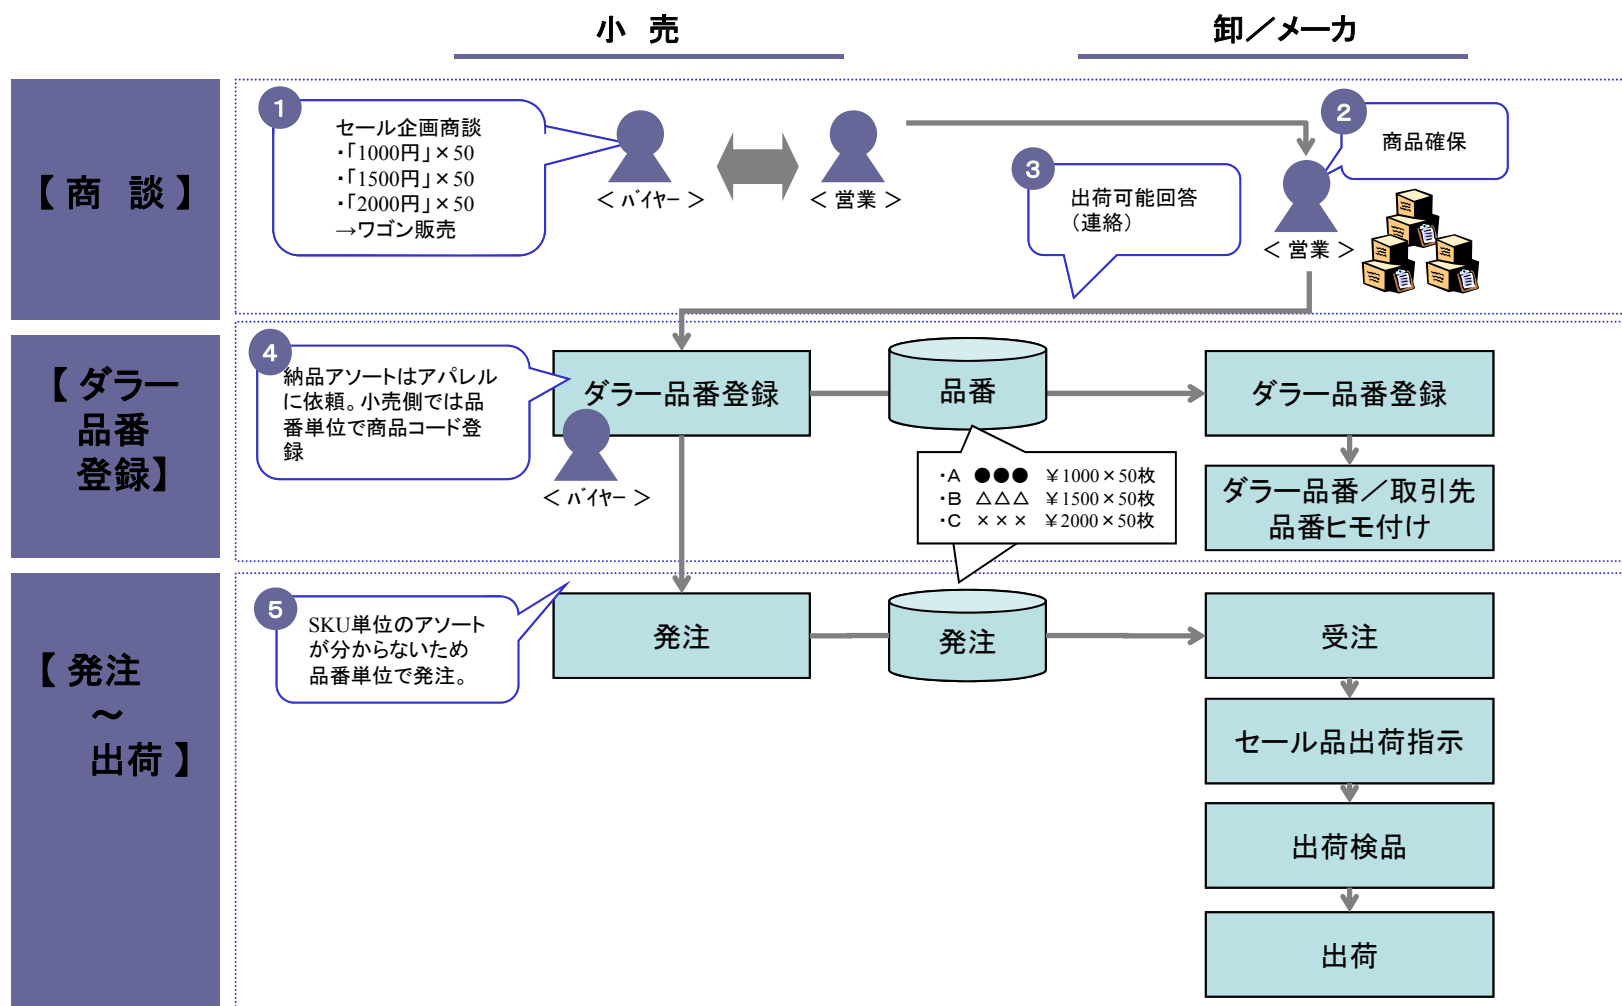 小 売
卸／メーカ
【 商 談 】
1
セール企画商談
・「1000円」×50
・「1500円」×50
・「2000円」×50
→ワゴン販売
＜ バイヤー ＞
＜ 営業 ＞
2
商品確保
3
出荷可能回答
（連絡）
＜ 営業 ＞
【 ダラー
品番
登録】
4
納品アソートはアパレル
に依頼。小売側では品
番単位で商品コード登
録
ダラー品番登録
＜ バイヤー ＞
品番
ダラー品番登録
・A ●●● ￥1000×50枚
・B △△△ ￥1500×50枚
・C ××× ￥2000×50枚
ダラー品番／取引先
品番ヒモ付け
【 発注
～
出荷 】
5
SKU単位のアソート
が分からないため
品番単位で発注。
発注
発注
受注
セール品出荷指示
出荷検品
出荷